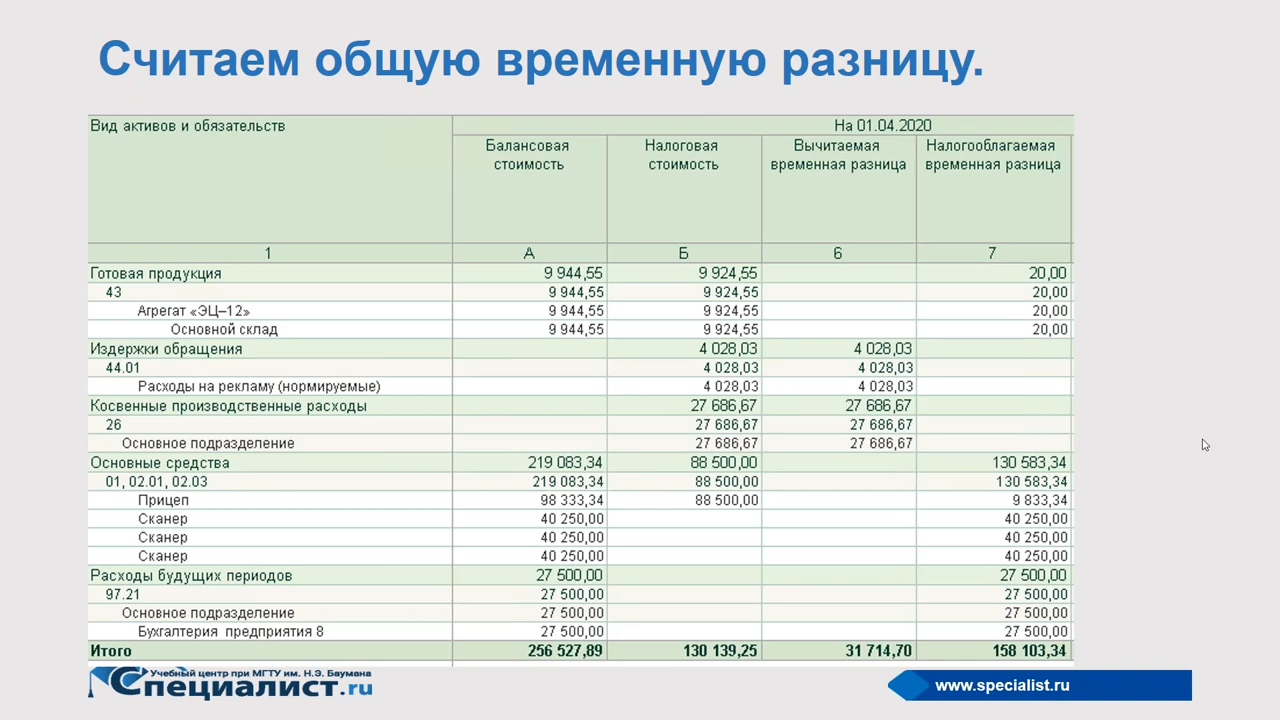 Считаем общую временную разницу.
Вид активов и обязательств На 01.04.2020
Балансовая стоимость Налоговая стоимость Вычитаемая временная разница Налогооблагаемая временная разница
1 А Б 6 7
Готовая продукция 9 944,55 9 924,55 20,00
43 9 944,55 9 924,55 20,00
Агрегат «ЭЦ–12» 9 944,55 9 924,55 20,00
Основной склад 9 944,55 9 924,55 20,00
Издержки обращения 4 028,03 4 028,03
44.01 4 028,03 4 028,03
Расходы на рекламу (нормируемые) 4 028,03 4 028,03
Косвенные производственные расходы 27 686,67 27 686,67
26 27 686,67 27 686,67
Основное подразделение 27 686,67 27 686,67
Основные средства 219 083,34 88 500,00 130 583,34
01, 02.01, 02.03 219 083,34 88 500,00 130 583,34
Прицеп 98 333,34 88 500,00 9 833,34
Сканер 40 250,00 40 250,00
Сканер 40 250,00 40 250,00
Сканер 40 250,00 40 250,00
Расходы будущих периодов 27 500,00 27 500,00
97.21 27 500,00 27 500,00
Основное подразделение 27 500,00 27 500,00
Бухгалтерия предприятия 8 27 500,00 27 500,00
Итого 256 527,89 130 139,25 31 714,70 158 103,34
Учебный центр при МГТУ им. Н.Э. Баумана
Специалист.ru
www.specialist.ru